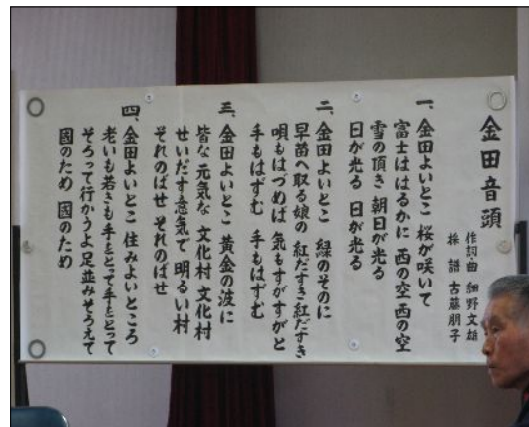 金田音頭
作詞曲 細野文雄
採譜 古藤朋子
一、金田よいとこ 桜が咲いて
富士ははるかに 西の空西の空
雪の頂き 朝日が光る
日が光る 日が光る
二、金田よいとこ 緑のそのに
早苗へ取る娘の 紅だすき紅だすき
唄もはづめば 気もすがすがと
手もはずむ 手もはずむ
三、金田よいとこ 黄金の波に
皆な元気な 文化村文化村
せいだす意気で 明るい村
それのばせ それのばせ
四、金田よいとこ 住みよいところ
老いも若きも手をとって手をとって
そろって行かうよ足並みそろえて
國のため 國のため